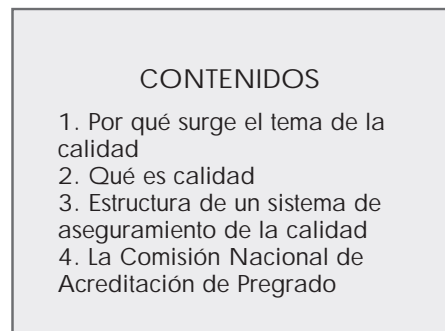 CONTENIDOS
1. Por qué surge el tema de la
calidad
2. Qué es calidad
3. Estructura de un sistema de
aseguramiento de la calidad
4. La Comisión Nacional de
Acreditación de Pregrado